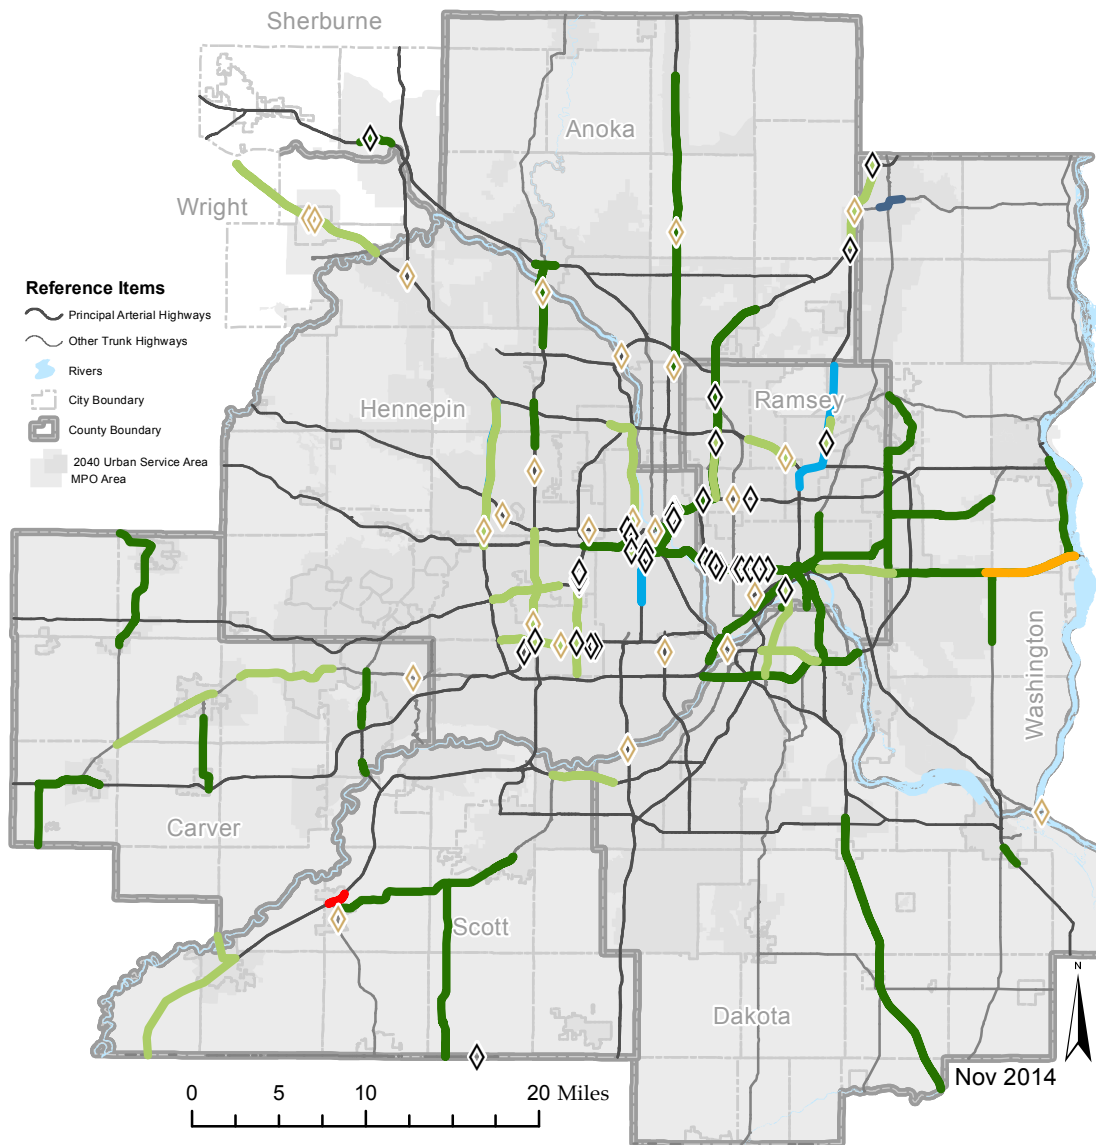 Sherburne
Anoka
Wright
Reference Items
Principal Arterial Highways
Other Trunk Highways
Rivers
City Boundary
County Boundary
2040 Urban Service Area
MPO Area
Hennepin
Ramsey
Washington
Carver
Scott
Dakota
N
Nov 2014
0 5 10 20 Miles